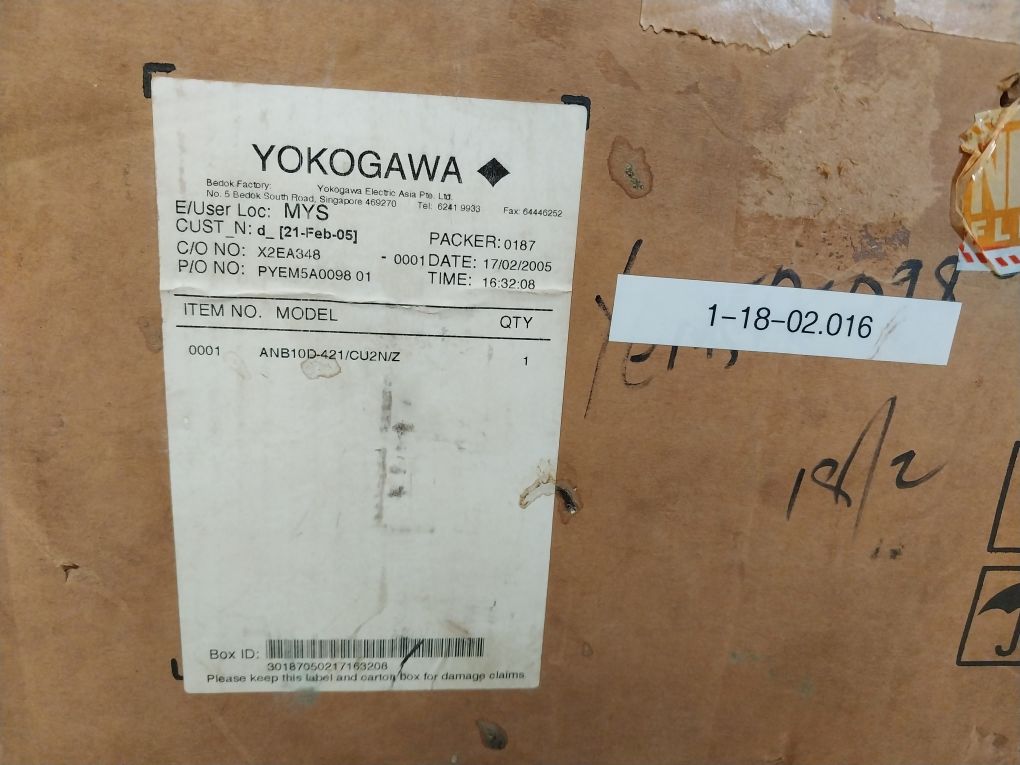 YOKOGAWA
Bedok Factory: Yokogawa Electric Asia Pte. Ltd.
No. 5 Bedok South Road, Singapore 469270 Tel: 6241 9933 Fax: 64446252
E/User Loc: MYS
CUST_N: d_ [21-Feb-05] PACKER: 0187
C/O NO: X2EA348 - 0001 DATE: 17/02/2005
P/O NO: PYEM5A0098 01 TIME: 16:32:08
ITEM NO. MODEL QTY
0001 ANB10D-421/CU2N/Z 1
Box ID:
30187050217163208
Please keep this label and carton box for damage claims.
1-18-02.016
18/2